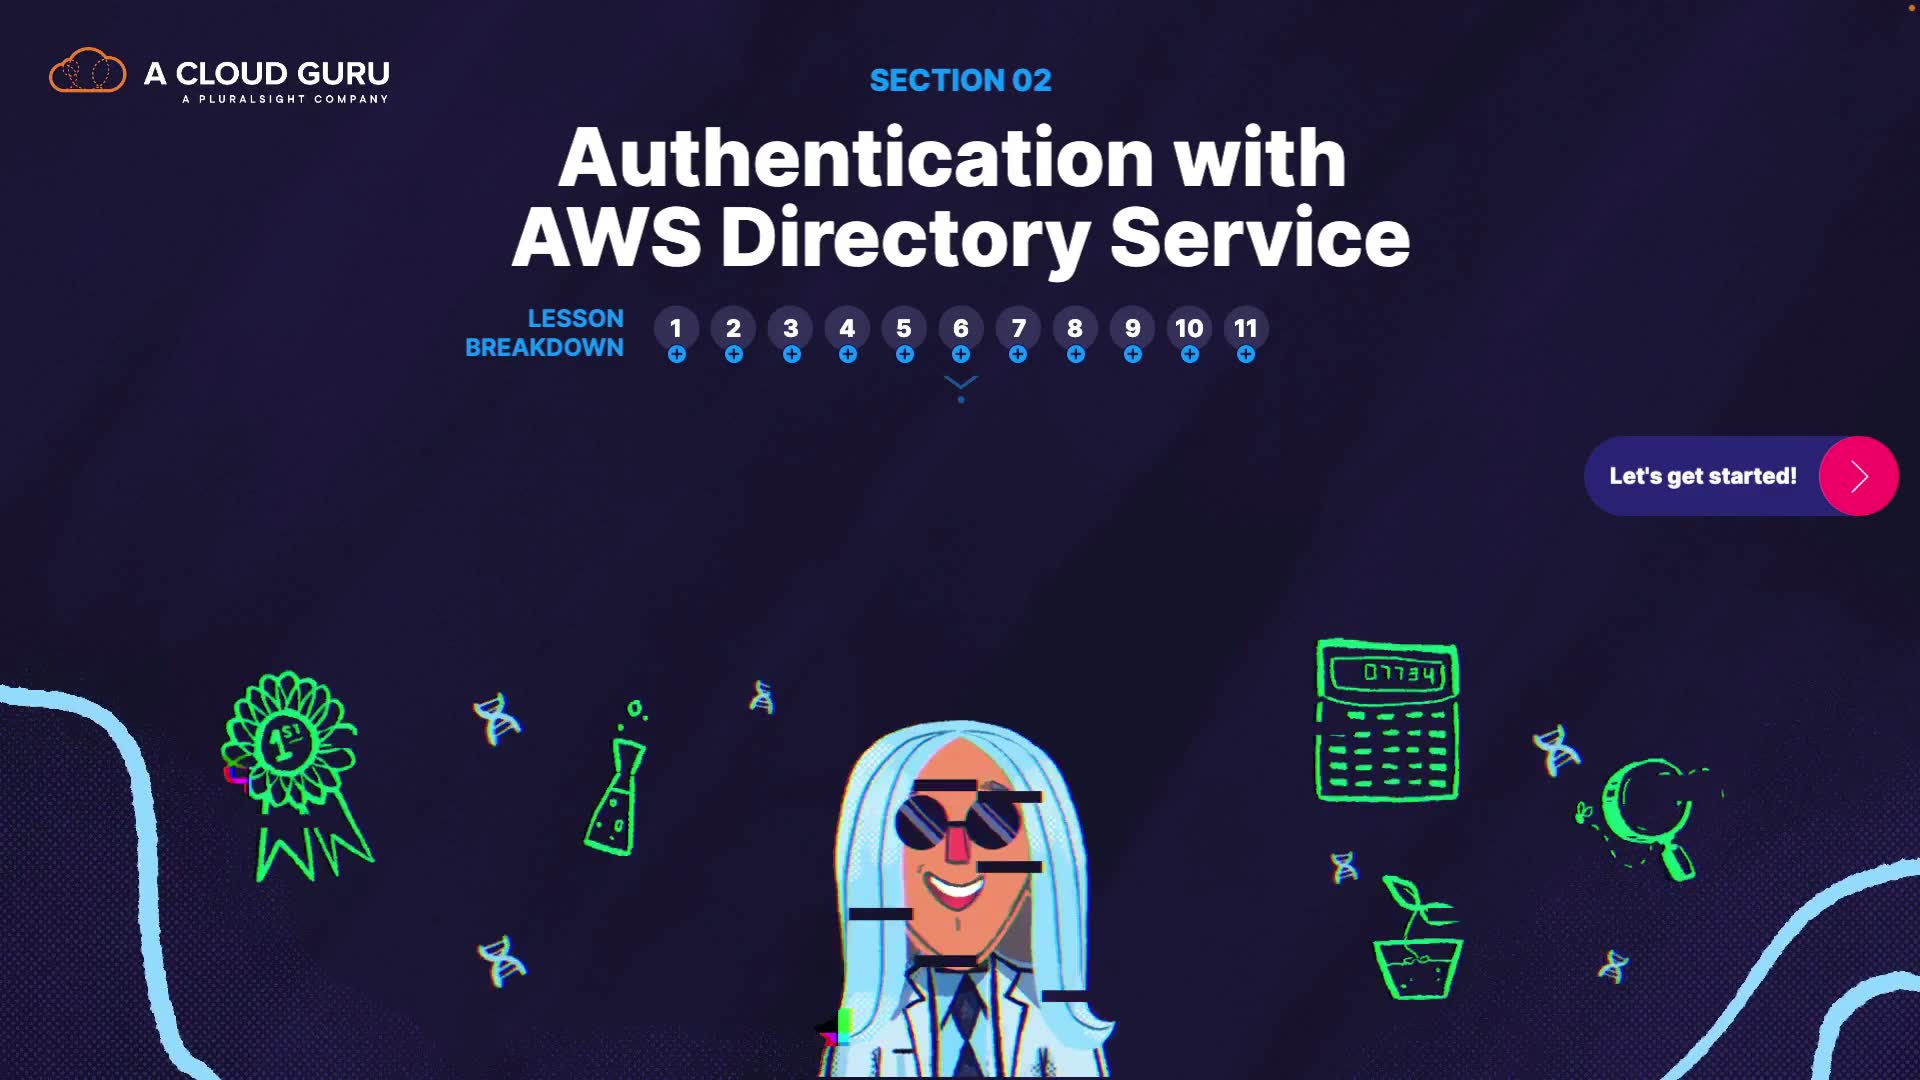 A CLOUD GURU
A PLURALSIGHT COMPANY
SECTION 02
Authentication with
AWS Directory Service
LESSON
BREAKDOWN
1 2 3 4 5 6 7 8 9 10 11
Let's get started!
07734
1ST